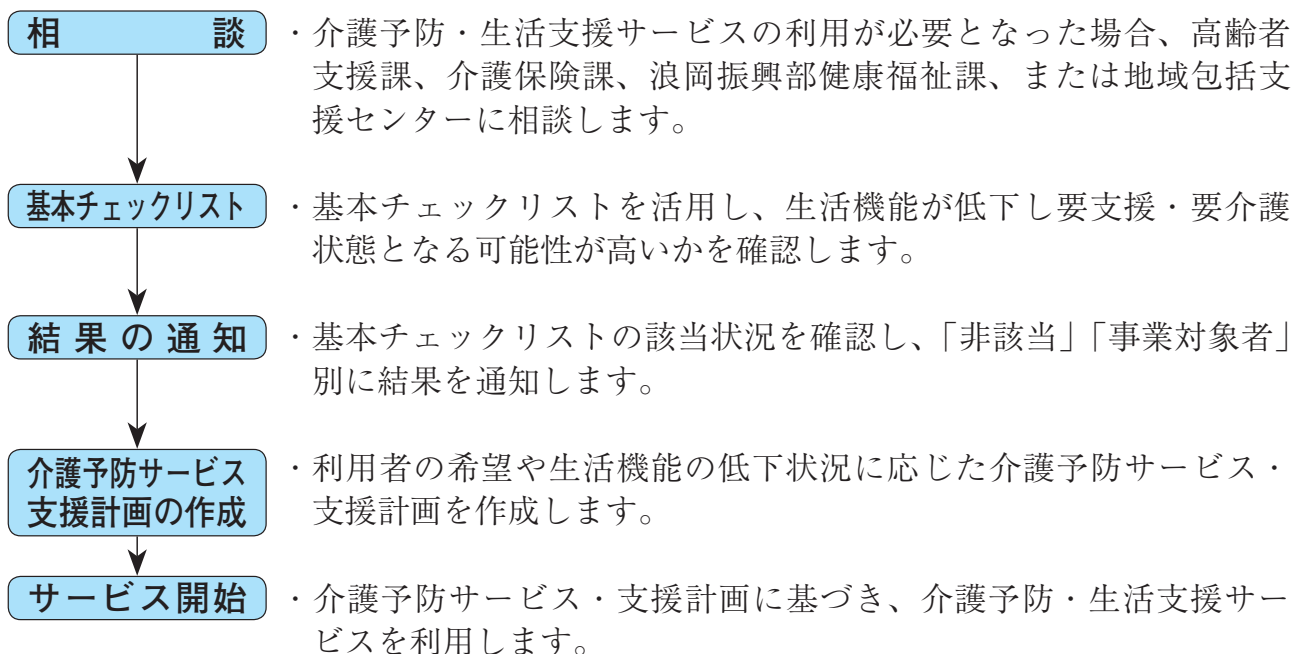 相談
・介護予防・生活支援サービスの利用が必要となった場合、高齢者
支援課、介護保険課、浪岡振興部健康福祉課、または地域包括支
援センターに相談します。
基本チェックリスト
・基本チェックリストを活用し、生活機能が低下し要支援・要介護
状態となる可能性が高いかを確認します。
結果の通知
・基本チェックリストの該当状況を確認し、「非該当」「事業対象者」
別に結果を通知します。
介護予防サービス
支援計画の作成
・利用者の希望や生活機能の低下状況に応じた介護予防サービス・
支援計画を作成します。
サービス開始
・介護予防サービス・支援計画に基づき、介護予防・生活支援サー
ビスを利用します。